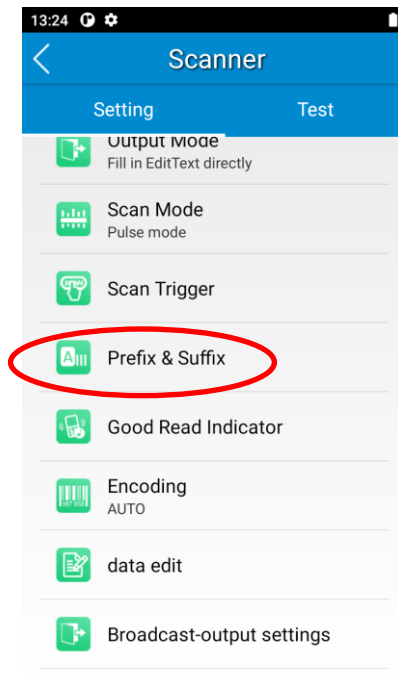 13:24
Scanner
Setting Test
Output Mode
Fill in EditText directly
Scan Mode
Pulse mode
Scan Trigger
Prefix & Suffix
Good Read Indicator
Encoding
AUTO
data edit
Broadcast-output settings